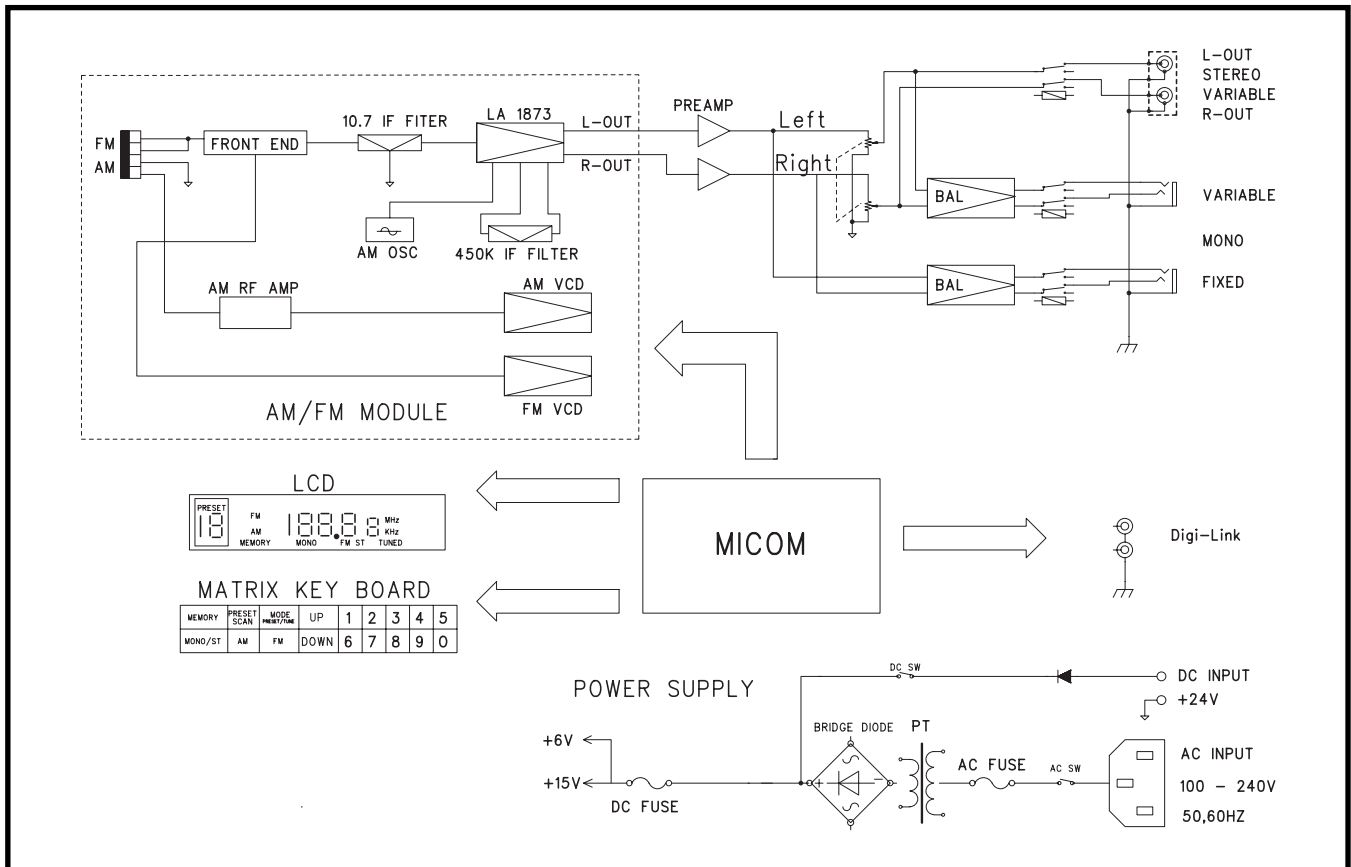 FM
AM
FRONT END
10.7 IF FITER
LA 1873
L-OUT
R-OUT
AM OSC
450K IF FILTER
AM RF AMP
AM VCD
FM VCD
AM/FM MODULE
PREAMP
Left
Right
BAL
BAL
L-OUT
STEREO
VARIABLE
R-OUT
VARIABLE
MONO
FIXED
LCD
PRESET
18
FM
AM
MEMORY
188.8 8
MHz
KHz
MONO
FM ST
TUNED
MATRIX KEY BOARD
MEMORY PRESET SCAN MODE PRESET/TUNE UP 1 2 3 4 5
MONO/ST AM FM DOWN 6 7 8 9 0
MICOM
Digi-Link
POWER SUPPLY
DC SW
DC INPUT
+24V
+6V
+15V
DC FUSE
BRIDGE DIODE
PT
+
-
AC FUSE
AC SW
AC INPUT
100 - 240V
50,60HZ